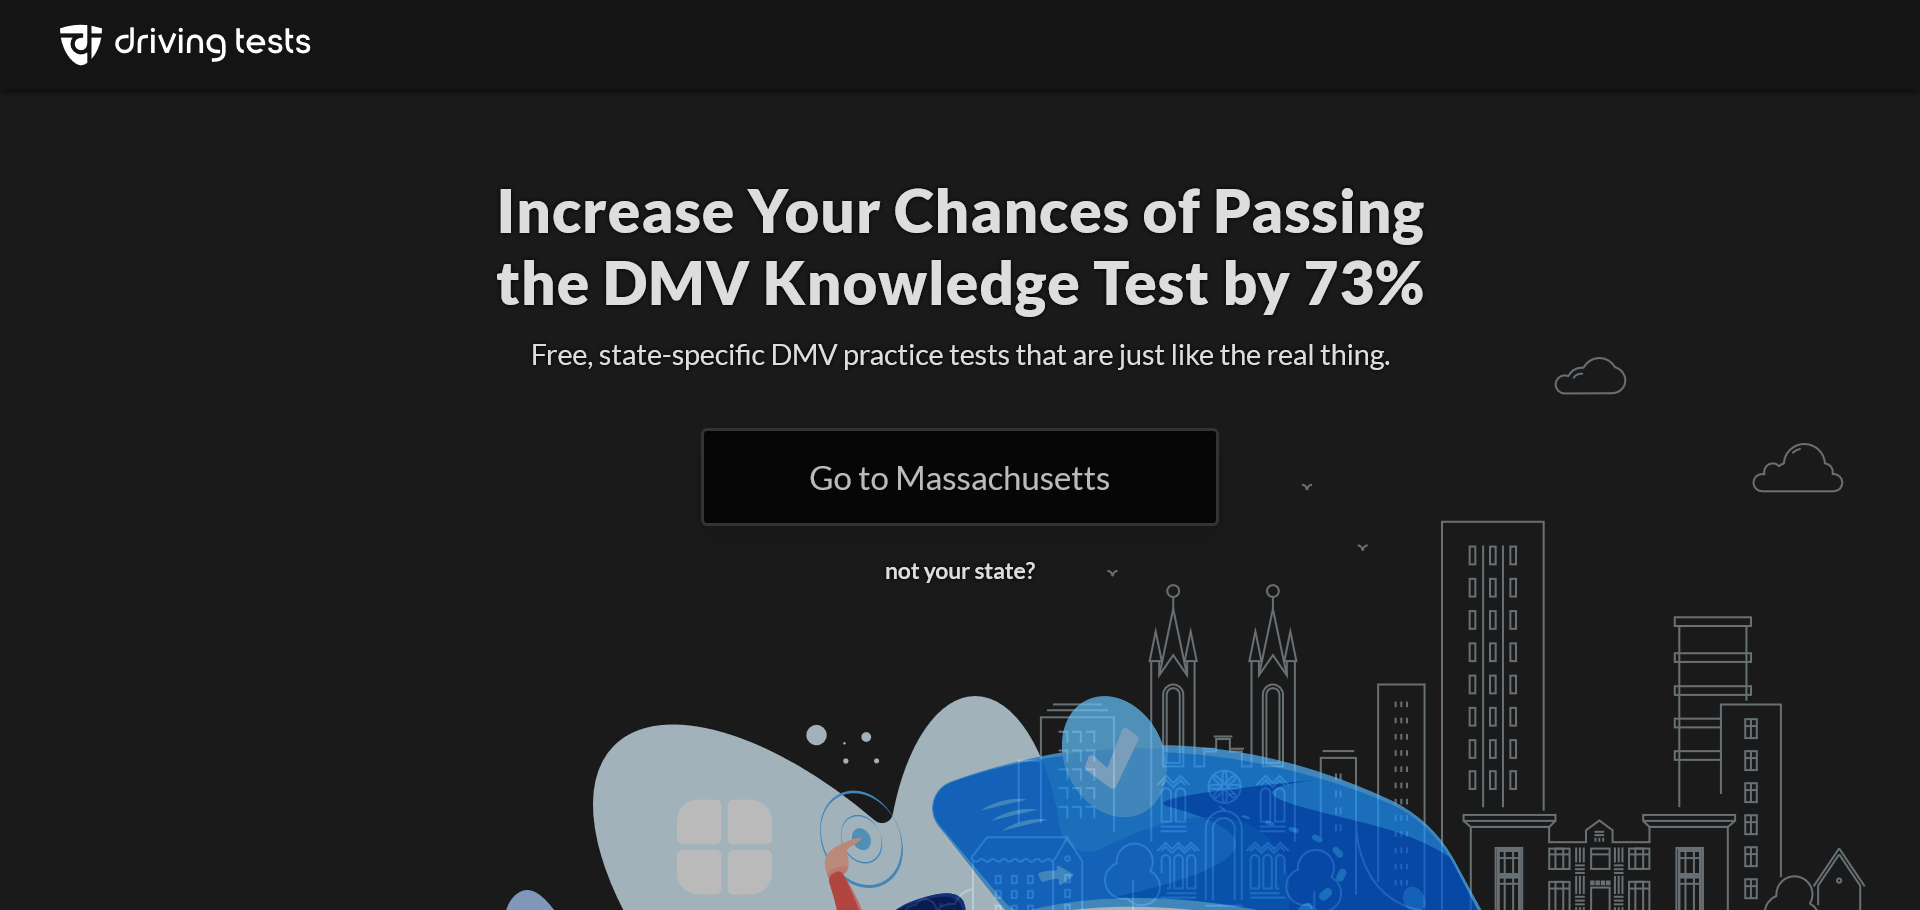 driving tests
Increase Your Chances of Passing
the DMV Knowledge Test by 73%
Free, state-specific DMV practice tests that are just like the real thing.
Go to Massachusetts
not your state?